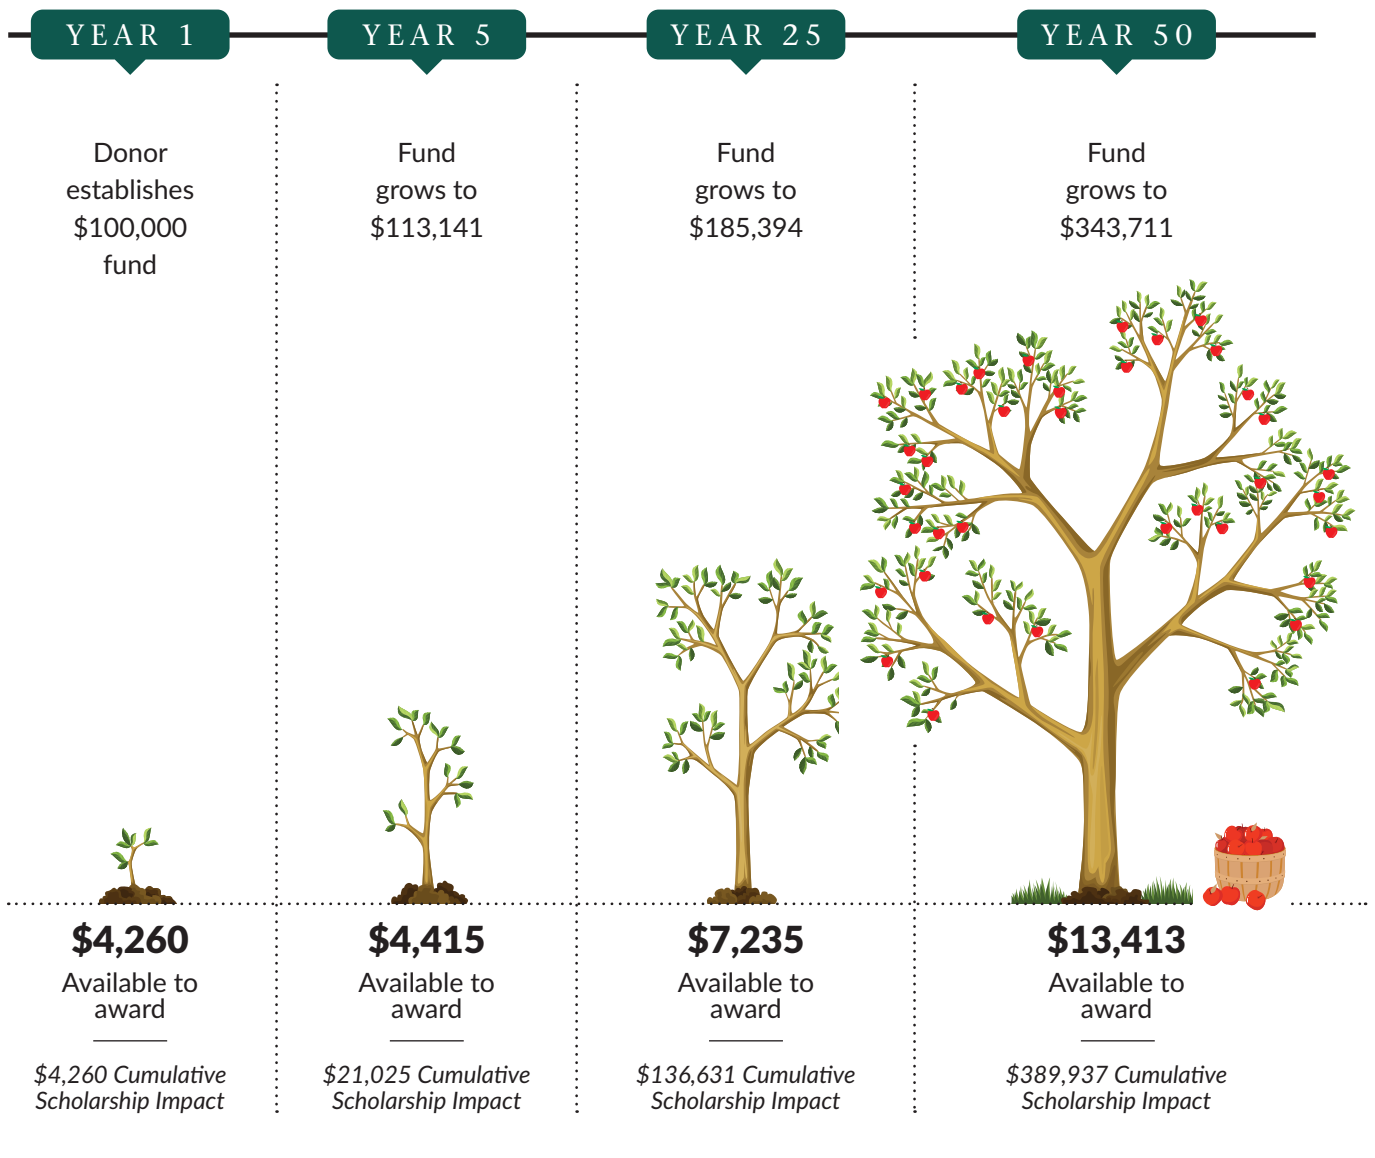 YEAR 1
YEAR 5
YEAR 25
YEAR 50
Donor
establishes
$100,000
fund
Fund
grows to
$113,141
Fund
grows to
$185,394
Fund
grows to
$343,711
$4,260
Available to
award
$4,260 Cumulative
Scholarship Impact
$4,415
Available to
award
$21,025 Cumulative
Scholarship Impact
$7,235
Available to
award
$136,631 Cumulative
Scholarship Impact
$13,413
Available to
award
$389,937 Cumulative
Scholarship Impact